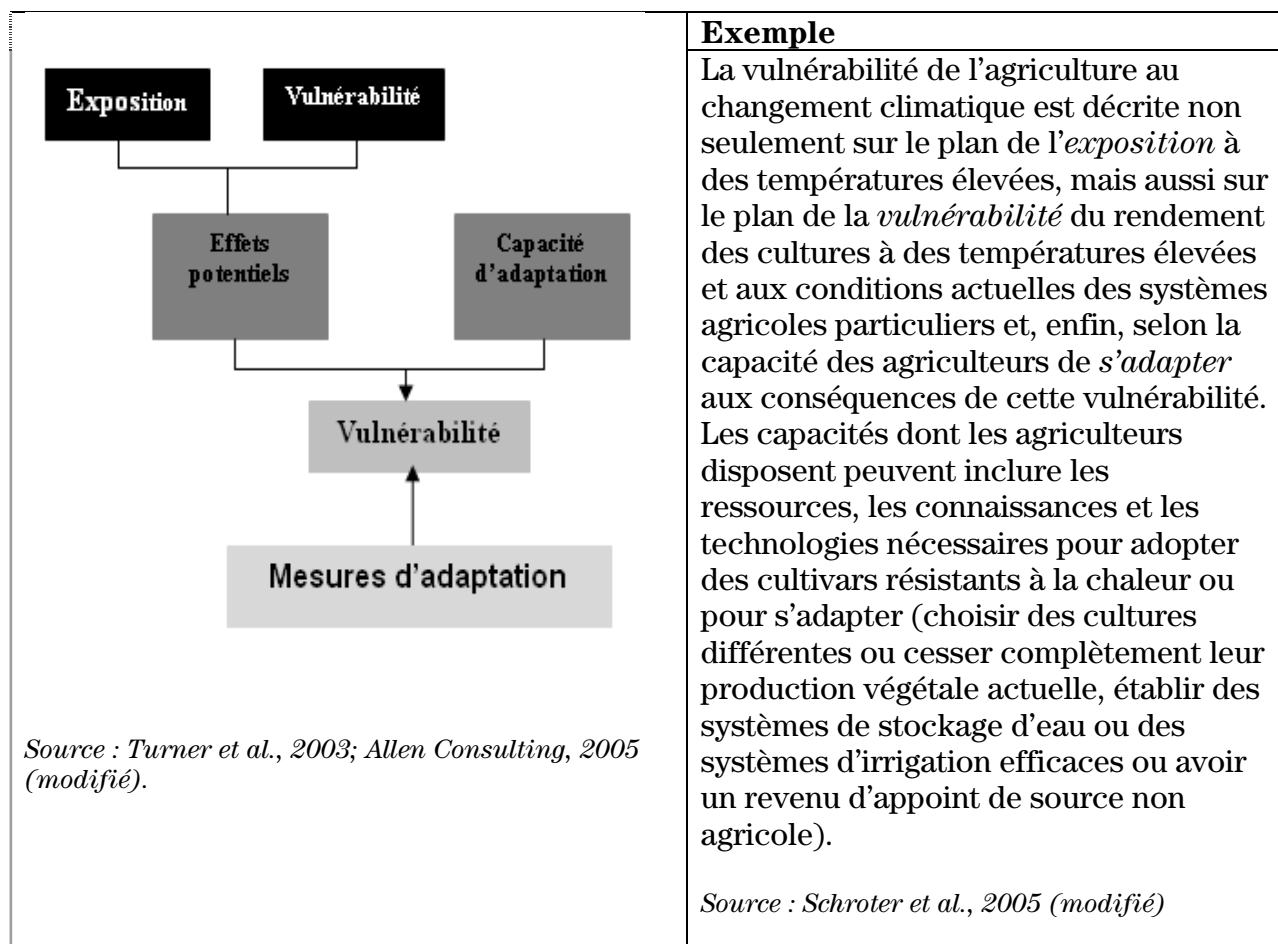 Exposition
Vulnérabilité
Effets
potentiels
Capacité
d'adaptation
Vulnérabilité
Mesures d'adaptation
Source : Turner et al., 2003; Allen Consulting, 2005
(modifié).
Exemple
La vulnérabilité de l'agriculture au
changement climatique est décrite non
seulement sur le plan de l'exposition à
des températures élevées, mais aussi sur
le plan de la vulnérabilité du rendement
des cultures à des températures élevées
et aux conditions actuelles des systèmes
agricoles particuliers et, enfin, selon la
capacité des agriculteurs de s'adapter
aux conséquences de cette vulnérabilité.
Les capacités dont les agriculteurs
disposent peuvent inclure les
ressources, les connaissances et les
technologies nécessaires pour adopter
des cultivars résistants à la chaleur ou
pour s'adapter (choisir des cultures
différentes ou cesser complètement leur
production végétale actuelle, établir des
systèmes de stockage d'eau ou des
systèmes d'irrigation efficaces ou avoir
un revenu d'appoint de source non
agricole).
Source : Schroter et al., 2005 (modifié)